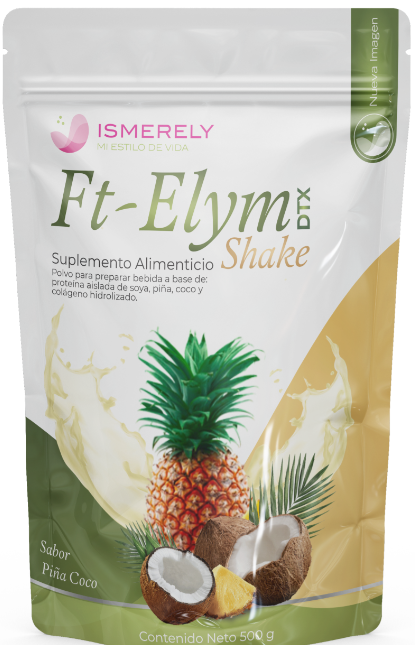 Nueva Imagen
ISMERELY
MI ESTILO DE VIDA
Ft-Elym
DTX
Shake
Suplemento Alimenticio
Polvo para preparar bebida a base de:
proteína aislada de soya, piña, coco y
colágeno hidrolizado.
Sabor
Piña Coco
Contenido Neto 500 g